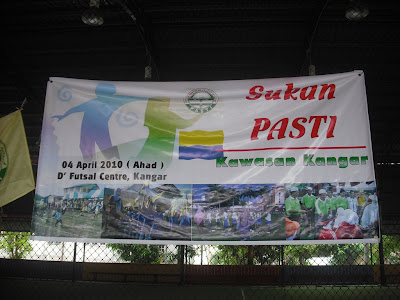 Sukan
PASTI
Kawasan Kangar
04 April 2010 ( Ahad )
D' Futsal Centre, Kangar